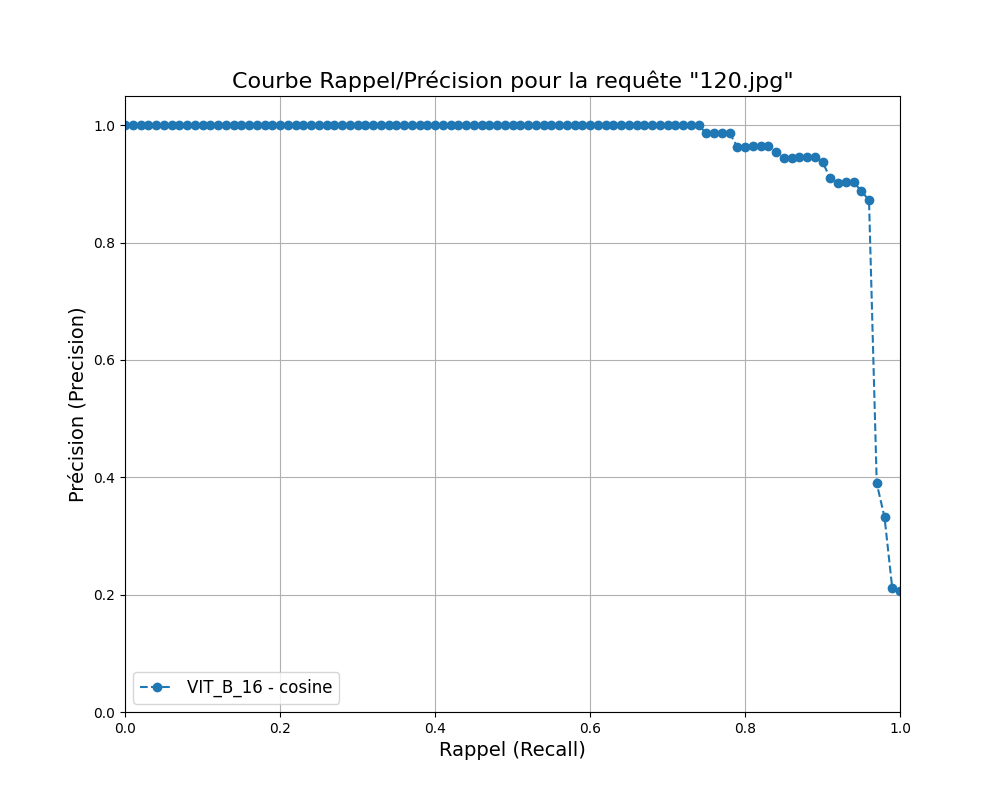 Courbe Rappel/Précision pour la requête "120.jpg"
Précision (Precision)
1.0
0.8
0.6
0.4
0.2
0.0
VIT_B_16 - cosine
0.0 0.2 0.4 0.6 0.8 1.0
Rappel (Recall)